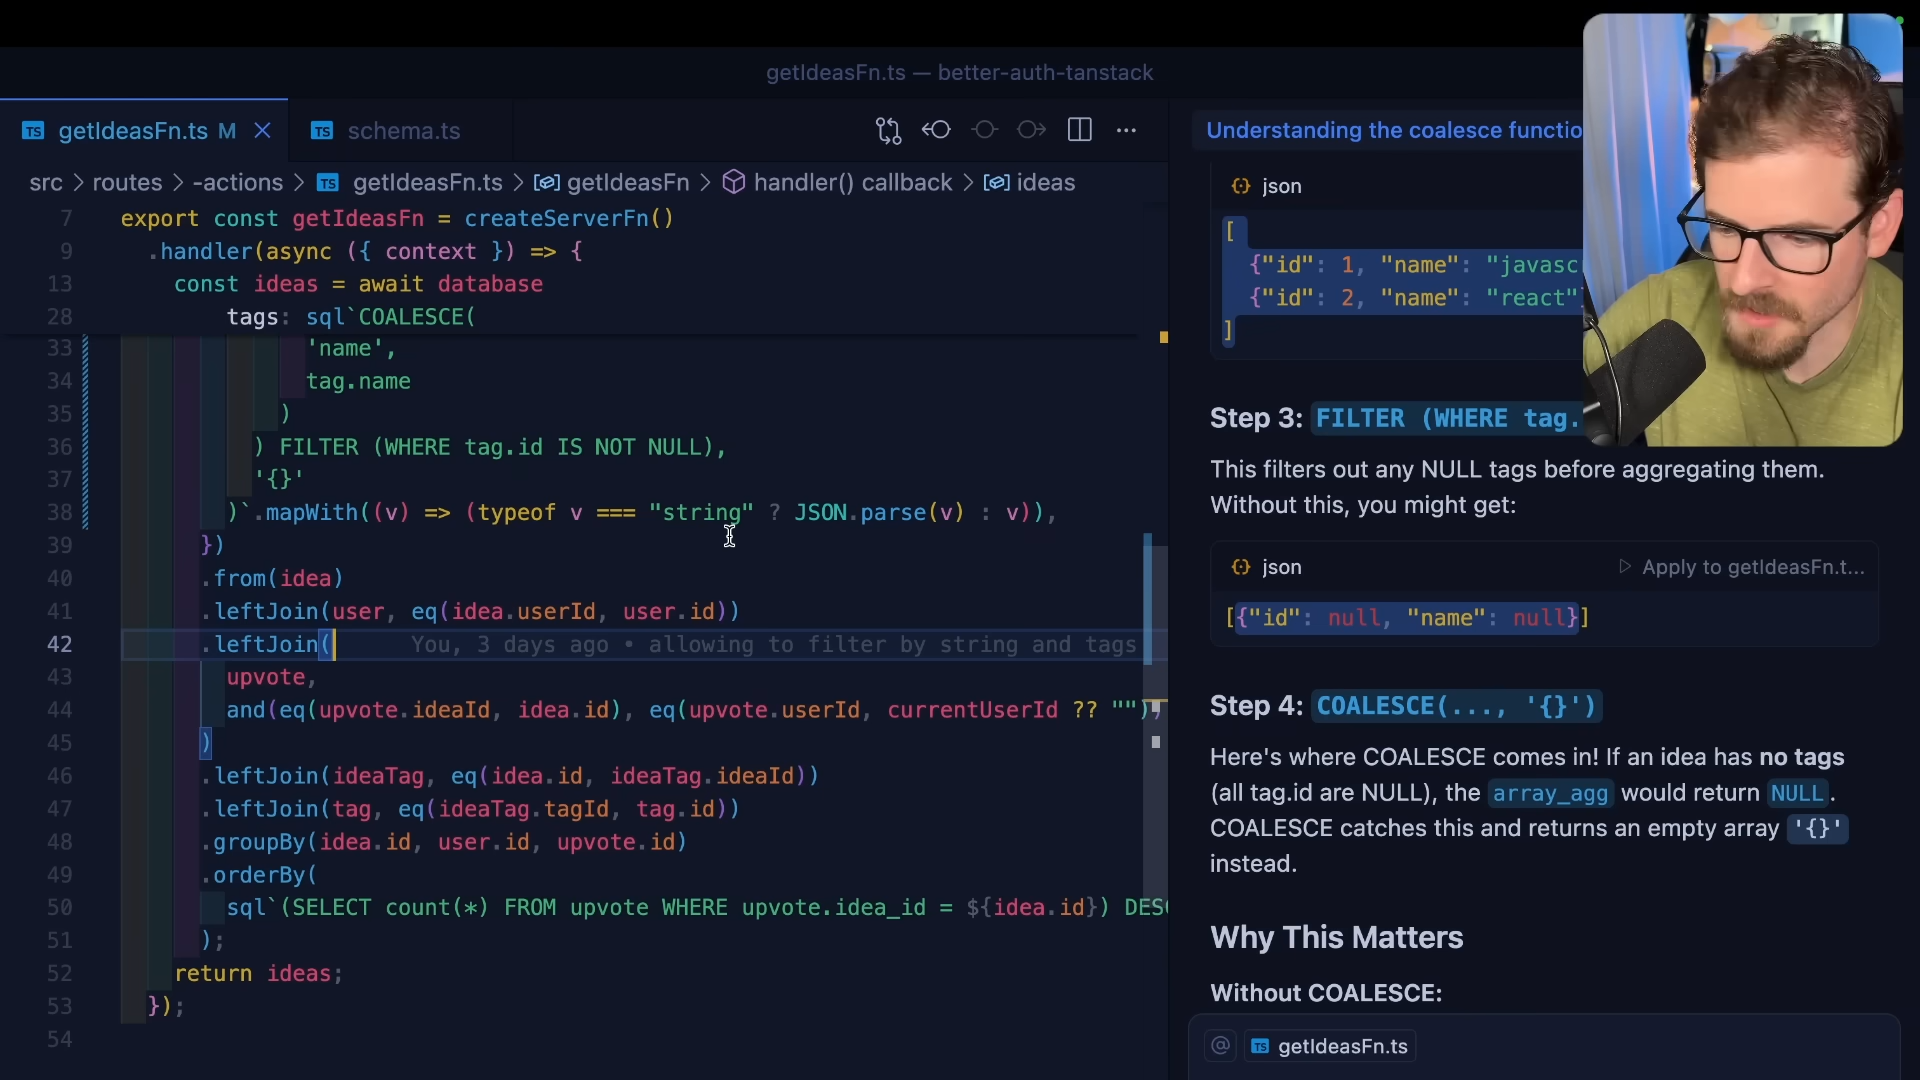 getIdeasFn.ts — better-auth-tanstack
TS getIdeasFn.ts M
TS schema.ts
src > routes > -actions > TS getIdeasFn.ts > getIdeasFn > handler() callback > ideas
7 export const getIdeasFn = createServerFn()
9 .handler(async ({ context }) => {
13 const ideas = await database
28 tags: sql`COALESCE(
33 'name',
34 tag.name
35 )
36 ) FILTER (WHERE tag.id IS NOT NULL),
37 '{}'
38 )`.mapWith((v) => (typeof v === "string" ? JSON.parse(v) : v)),
39 })
40 .from(idea)
41 .leftJoin(user, eq(idea.userId, user.id))
42 .leftJoin( You, 3 days ago • allowing to filter by string and tags
43 upvote,
44 and(eq(upvote.ideaId, idea.id), eq(upvote.userId, currentUserId ?? ""))
45 )
46 .leftJoin(ideaTag, eq(idea.id, ideaTag.ideaId))
47 .leftJoin(tag, eq(ideaTag.tagId, tag.id))
48 .groupBy(idea.id, user.id, upvote.id)
49 .orderBy(
50 sql`(SELECT count(*) FROM upvote WHERE upvote.idea_id = ${idea.id}) DESC
51 );
52 return ideas;
53 });
54
Understanding the coalesce functio
{} json
[
{"id": 1, "name": "javasc
{"id": 2, "name": "react"
]
Step 3: FILTER (WHERE tag.
This filters out any NULL tags before aggregating them.
Without this, you might get:
{} json
Apply to getIdeasFn.t...
[{"id": null, "name": null}]
Step 4: COALESCE(..., '{}')
Here's where COALESCE comes in! If an idea has no tags
(all tag.id are NULL), the array_agg would return NULL.
COALESCE catches this and returns an empty array '{}'
instead.
Why This Matters
Without COALESCE:
@ TS getIdeasFn.ts